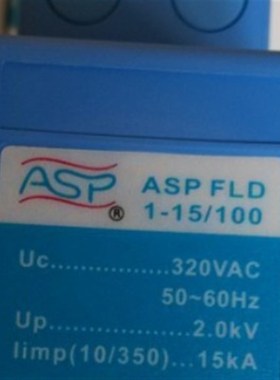 ASP ® ASP FLD
1-15/100
Uc................320VAC
50~60Hz
Up................2.0kV
Iimp(10/350)...15kA